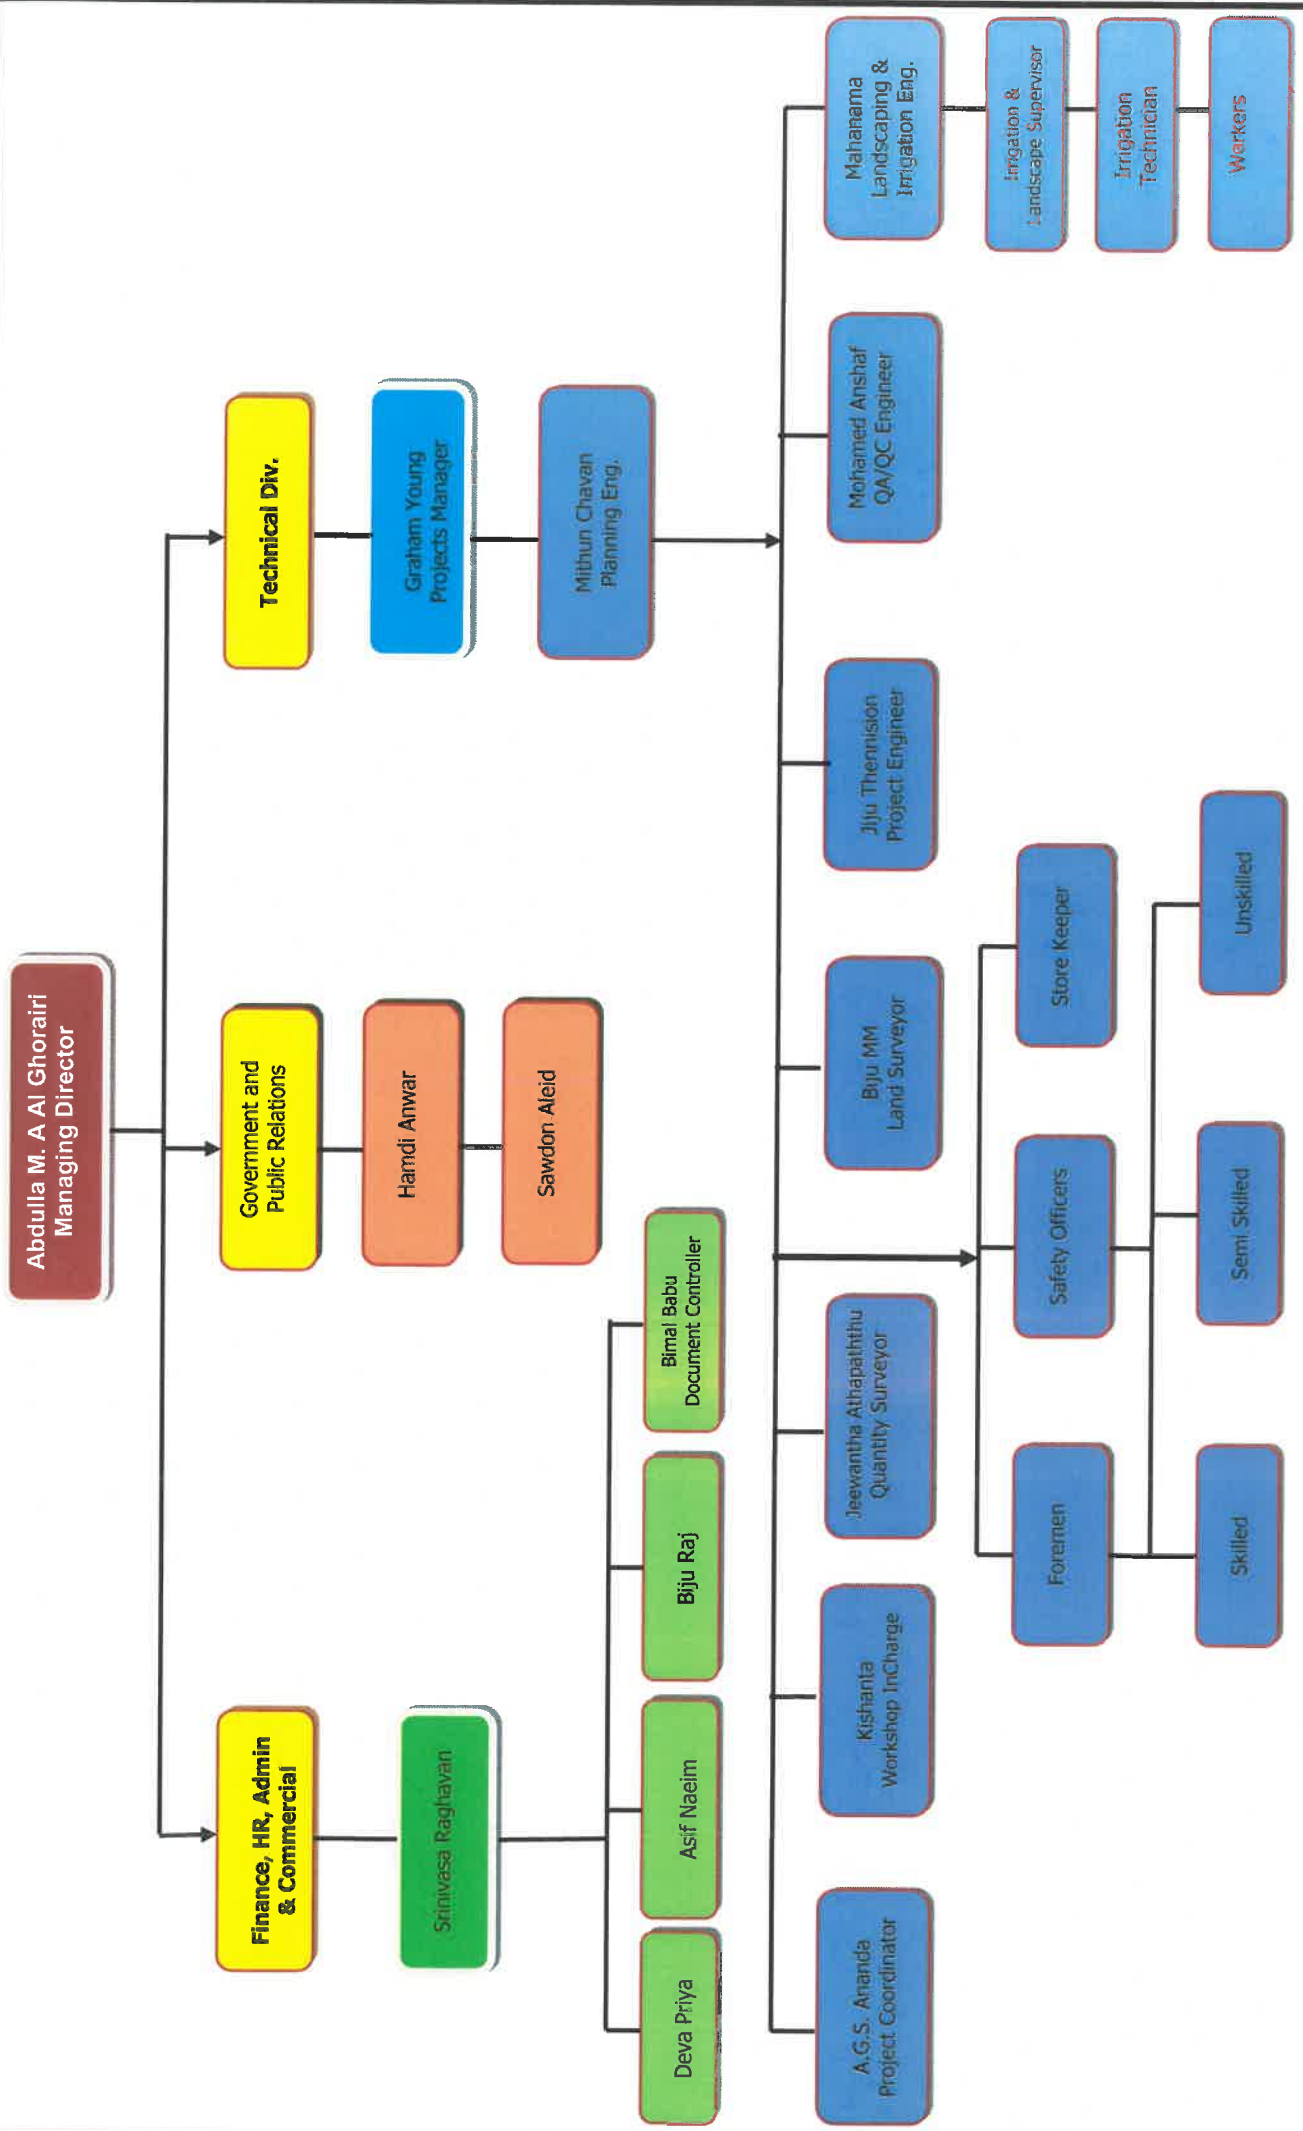 Abdulla M. A Al Ghorairi
Managing Director
Finance, HR, Admin
& Commercial
Government and
Public Relations
Technical Div.
Srinivasa Raghavan
Hamdi Anwar
Graham Young
Projects Manager
Sawdon Aleid
Mithun Chavan
Planning Eng.
Deva Priya
Asif Naeim
Biju Raj
Bimal Babu
Document Controller
A.G.S. Ananda
Project Coordinator
Kishanta
Workshop InCharge
Jeewantha Athapaththu
Quantity Surveyor
Biju MM
Land Surveyor
Jiju Thennision
Project Engineer
Mohamed Anshaf
QA/QC Engineer
Mahanama
Landscaping &
Irrigation Eng.
Foremen
Safety Officers
Store Keeper
Irrigation &
Landscape Supervisor
Irrigation
Technician
Skilled
Semi Skilled
Unskilled
Workers